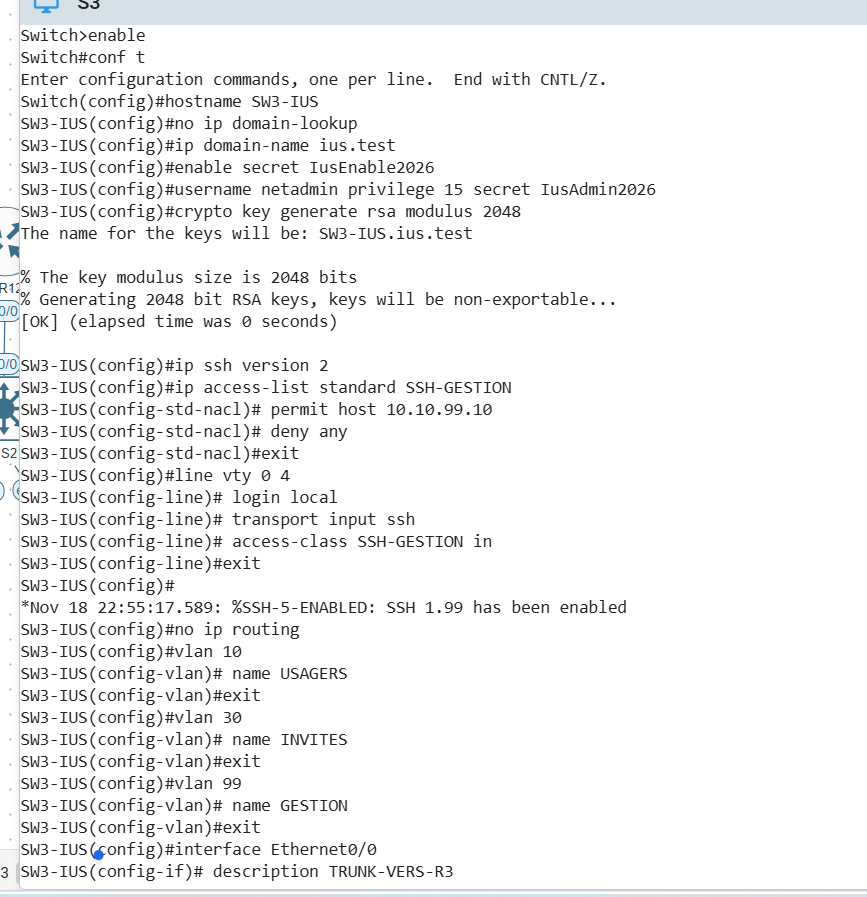 S3
Switch>enable
Switch#conf t
Enter configuration commands, one per line.  End with CNTL/Z.
Switch(config)#hostname SW3-IUS
SW3-IUS(config)#no ip domain-lookup
SW3-IUS(config)#ip domain-name ius.test
SW3-IUS(config)#enable secret IusEnable2026
SW3-IUS(config)#username netadmin privilege 15 secret IusAdmin2026
SW3-IUS(config)#crypto key generate rsa modulus 2048
The name for the keys will be: SW3-IUS.ius.test
% The key modulus size is 2048 bits
% Generating 2048 bit RSA keys, keys will be non-exportable...
[OK] (elapsed time was 0 seconds)
SW3-IUS(config)#ip ssh version 2
SW3-IUS(config)#ip access-list standard SSH-GESTION
SW3-IUS(config-std-nacl)# permit host 10.10.99.10
SW3-IUS(config-std-nacl)# deny any
SW3-IUS(config-std-nacl)#exit
SW3-IUS(config)#line vty 0 4
SW3-IUS(config-line)# login local
SW3-IUS(config-line)# transport input ssh
SW3-IUS(config-line)# access-class SSH-GESTION in
SW3-IUS(config-line)#exit
SW3-IUS(config)#
*Nov 18 22:55:17.589: %SSH-5-ENABLED: SSH 1.99 has been enabled
SW3-IUS(config)#no ip routing
SW3-IUS(config)#vlan 10
SW3-IUS(config-vlan)# name USAGERS
SW3-IUS(config-vlan)#exit
SW3-IUS(config)#vlan 30
SW3-IUS(config-vlan)# name INVITES
SW3-IUS(config-vlan)#exit
SW3-IUS(config)#vlan 99
SW3-IUS(config-vlan)# name GESTION
SW3-IUS(config-vlan)#exit
SW3-IUS(config)#interface Ethernet0/0
SW3-IUS(config-if)# description TRUNK-VERS-R3
R12
0/0
0/0
S2
3